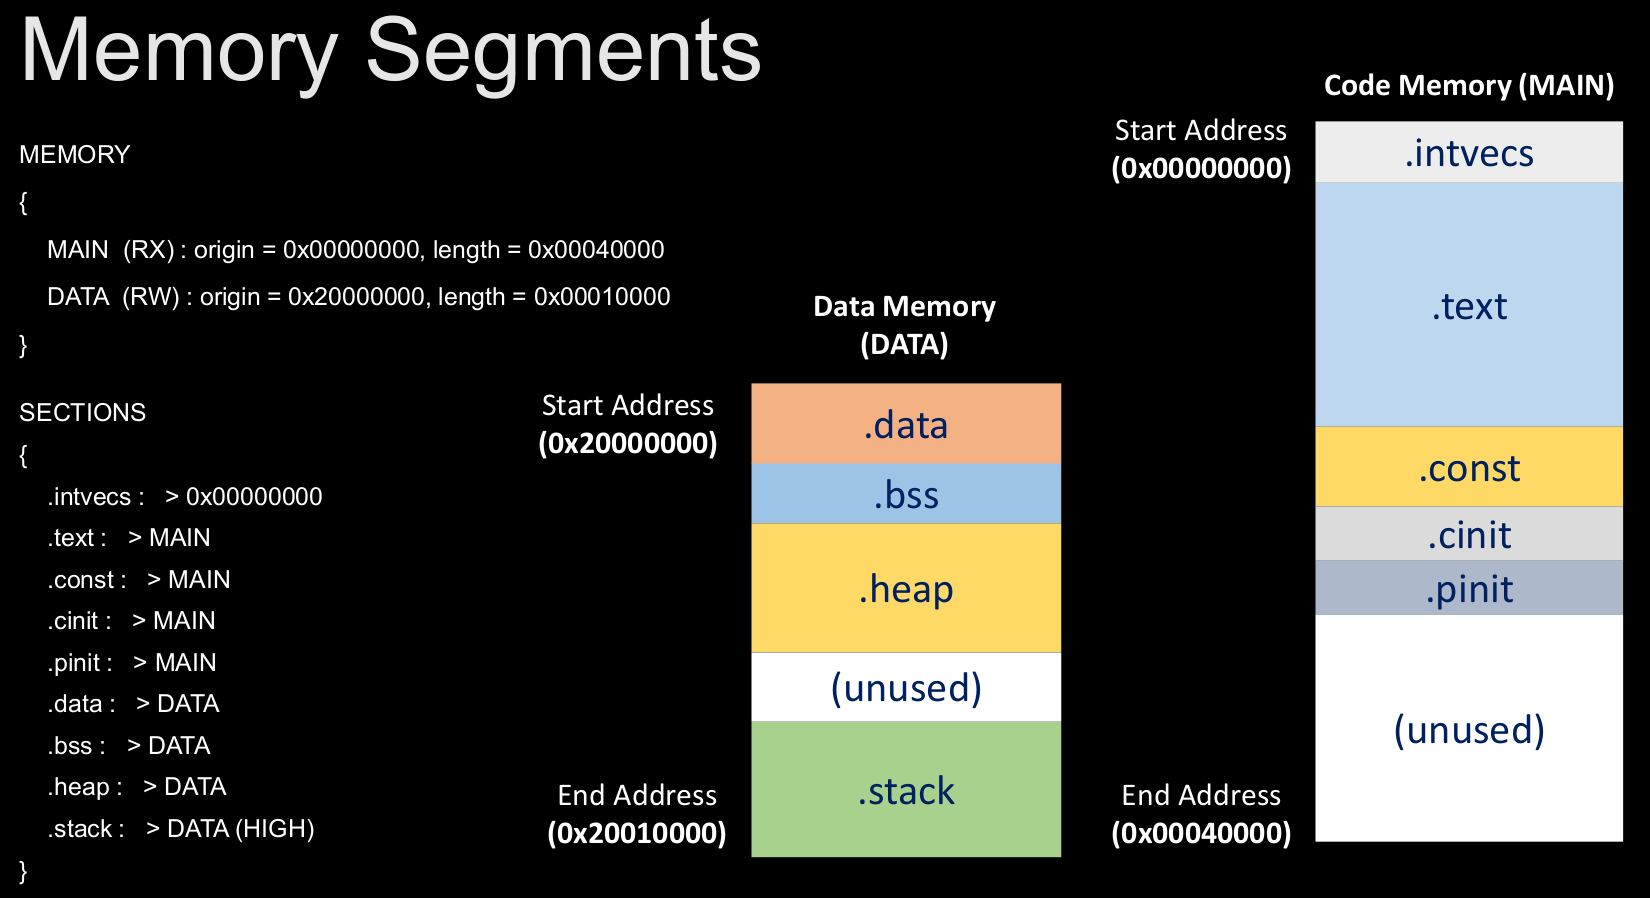 Memory Segments
MEMORY
{
MAIN (RX) : origin = 0x00000000, length = 0x00040000
DATA (RW) : origin = 0x20000000, length = 0x00010000
}
SECTIONS
{
.intvecs : > 0x00000000
.text : > MAIN
.const : > MAIN
.cinit : > MAIN
.pinit : > MAIN
.data : > DATA
.bss : > DATA
.heap : > DATA
.stack : > DATA (HIGH)
}
Data Memory
(DATA)
Start Address
(0x20000000)
.data
.bss
.heap
(unused)
.stack
End Address
(0x20010000)
Code Memory (MAIN)
Start Address
(0x00000000)
.intvecs
.text
.const
.cinit
.pinit
(unused)
End Address
(0x00040000)